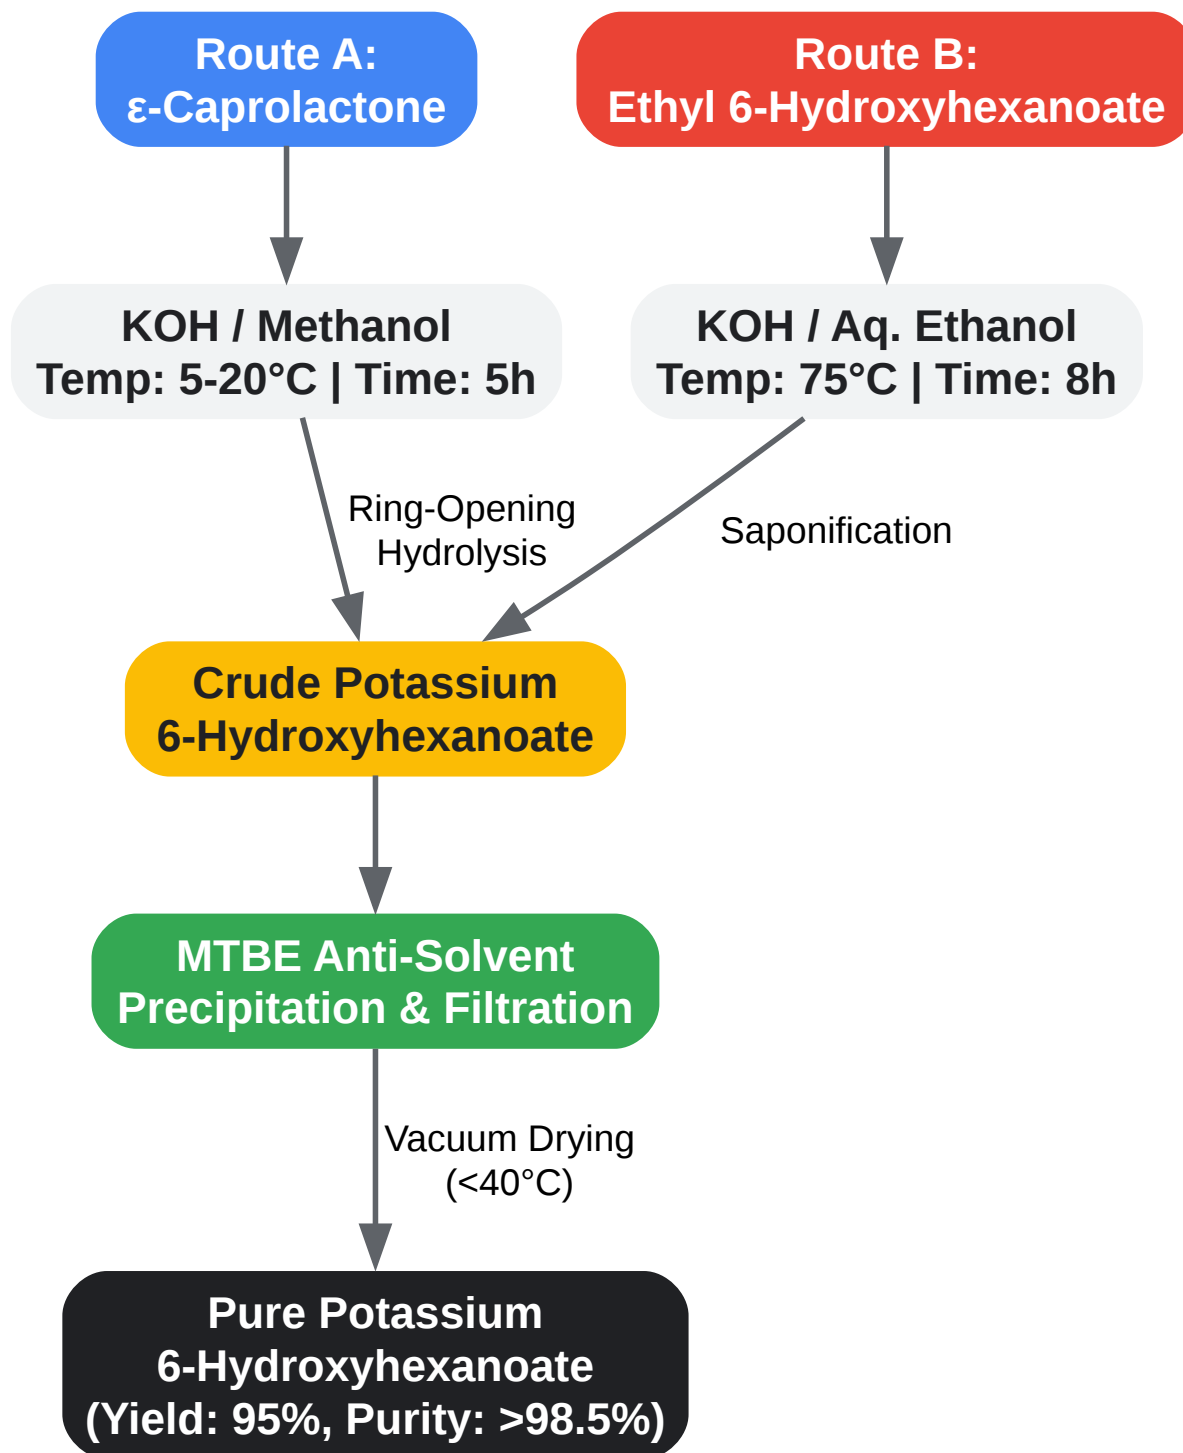 Route A:
ε-Caprolactone
Route B:
Ethyl 6-Hydroxyhexanoate
KOH / Methanol
Temp: 5-20°C | Time: 5h
KOH / Aq. Ethanol
Temp: 75°C | Time: 8h
Ring-Opening
Hydrolysis
Saponification
Crude Potassium
6-Hydroxyhexanoate
MTBE Anti-Solvent
Precipitation & Filtration
Vacuum Drying
(<40°C)
Pure Potassium
6-Hydroxyhexanoate
(Yield: 95%, Purity: >98.5%)